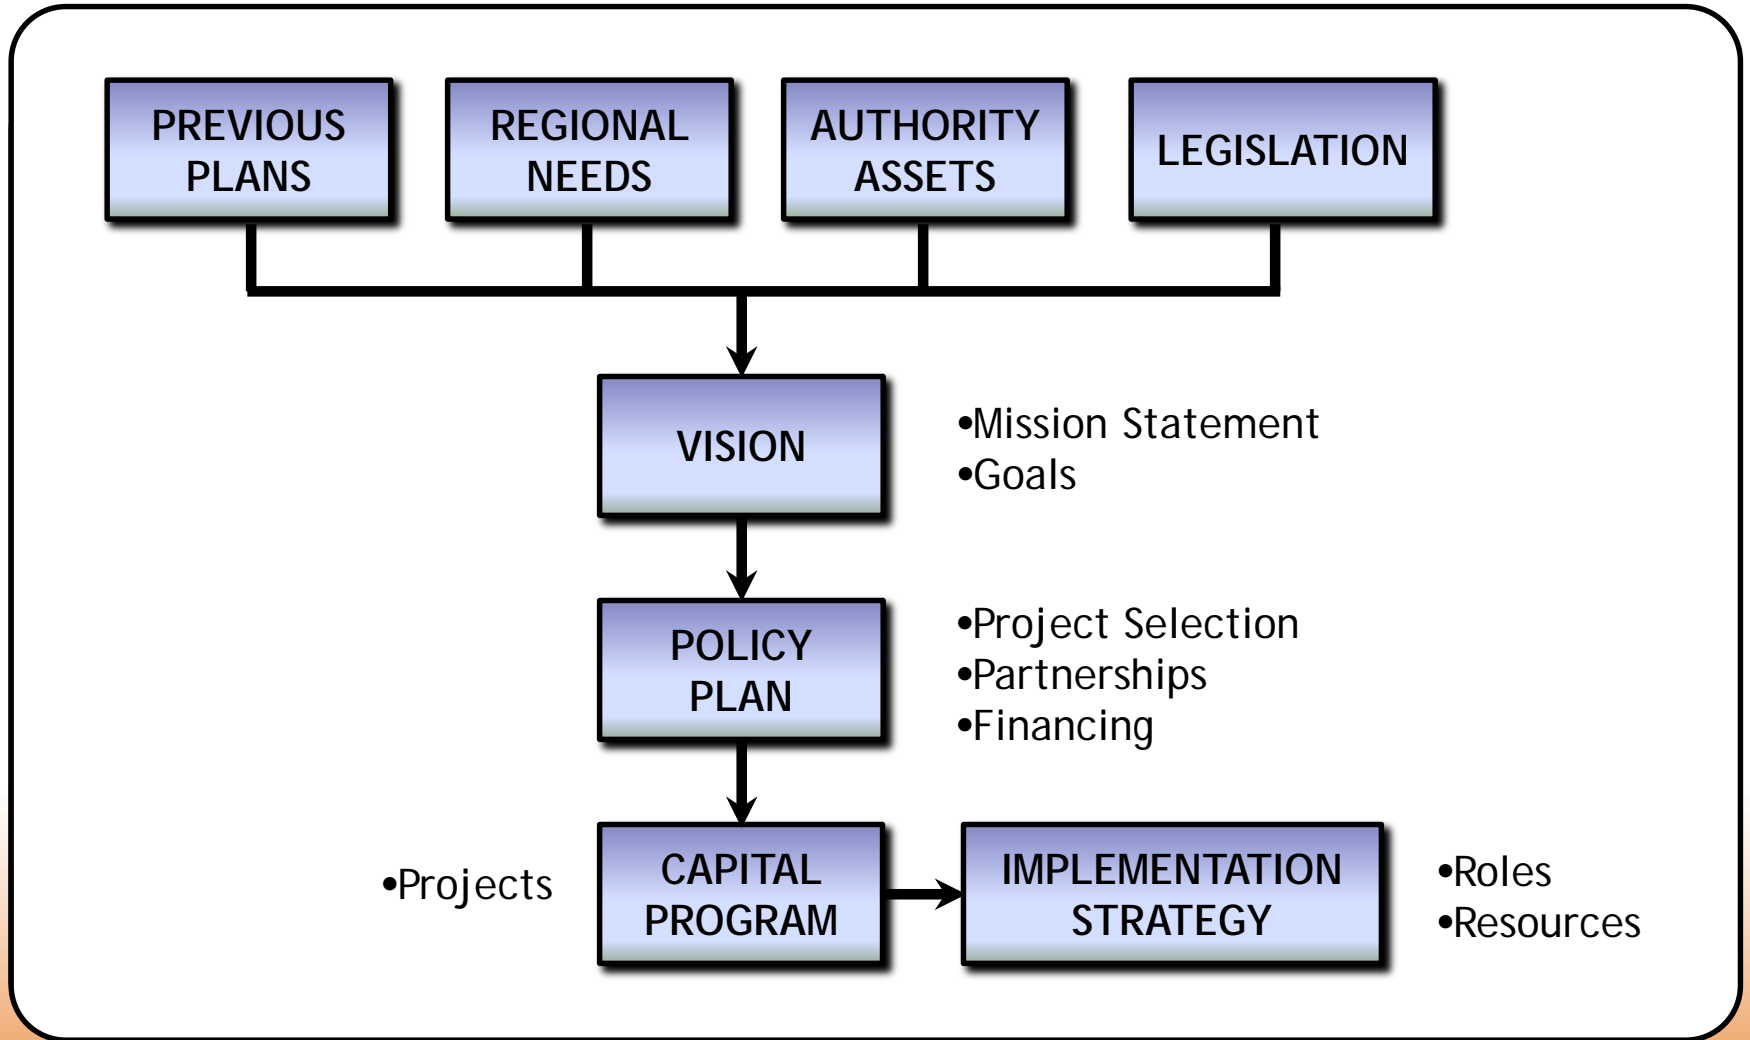 PREVIOUS
PLANS
REGIONAL
NEEDS
AUTHORITY
ASSETS
LEGISLATION
VISION
•Mission Statement
•Goals
POLICY
PLAN
•Project Selection
•Partnerships
•Financing
•Projects
CAPITAL
PROGRAM
IMPLEMENTATION
STRATEGY
•Roles
•Resources